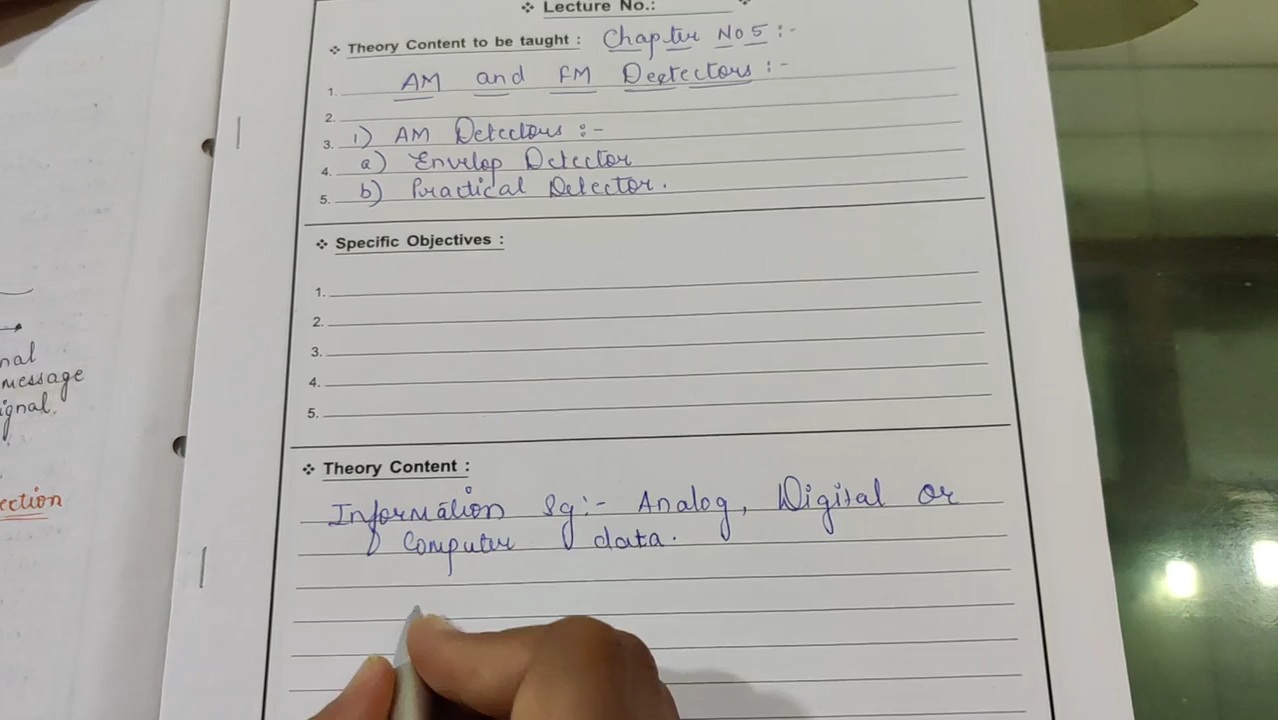 ❖ Lecture No.: ________ ❖
❖ Theory Content to be taught : Chapter No 5 :-
1. AM and FM Deetectors :-
2.
3. 1) AM Detectors :-
4. a) Envelop Detector
5. b) Practical Detector.
❖ Specific Objectives :
1.
2.
3.
4.
5.
❖ Theory Content :
Information Sg:- Analog, Digital or
Computer data.
nal
message
ignal.
ection